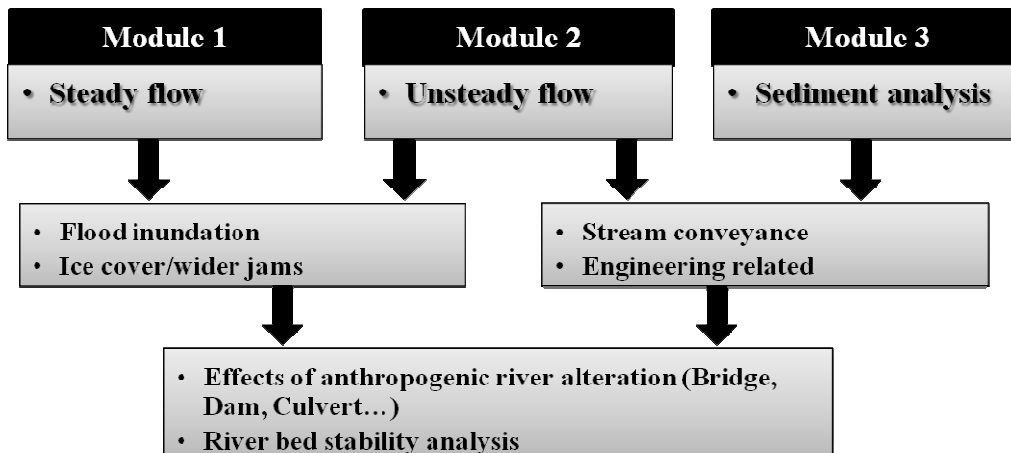 Module 1
Module 2
Module 3
• Steady flow
• Unsteady flow
• Sediment analysis
• Flood inundation
• Ice cover/wider jams
• Stream conveyance
• Engineering related
• Effects of anthropogenic river alteration (Bridge,
Dam, Culvert…)
• River bed stability analysis